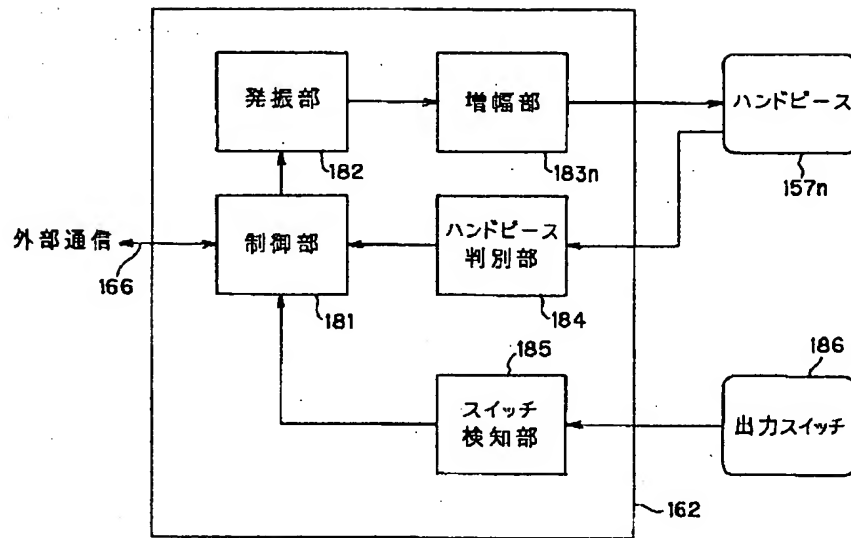 発振部
182
増幅部
183n
ハンドピース
157n
外部通信
166
制御部
181
ハンドピース
判別部
184
185
スイッチ
検知部
186
出力スイッチ
162